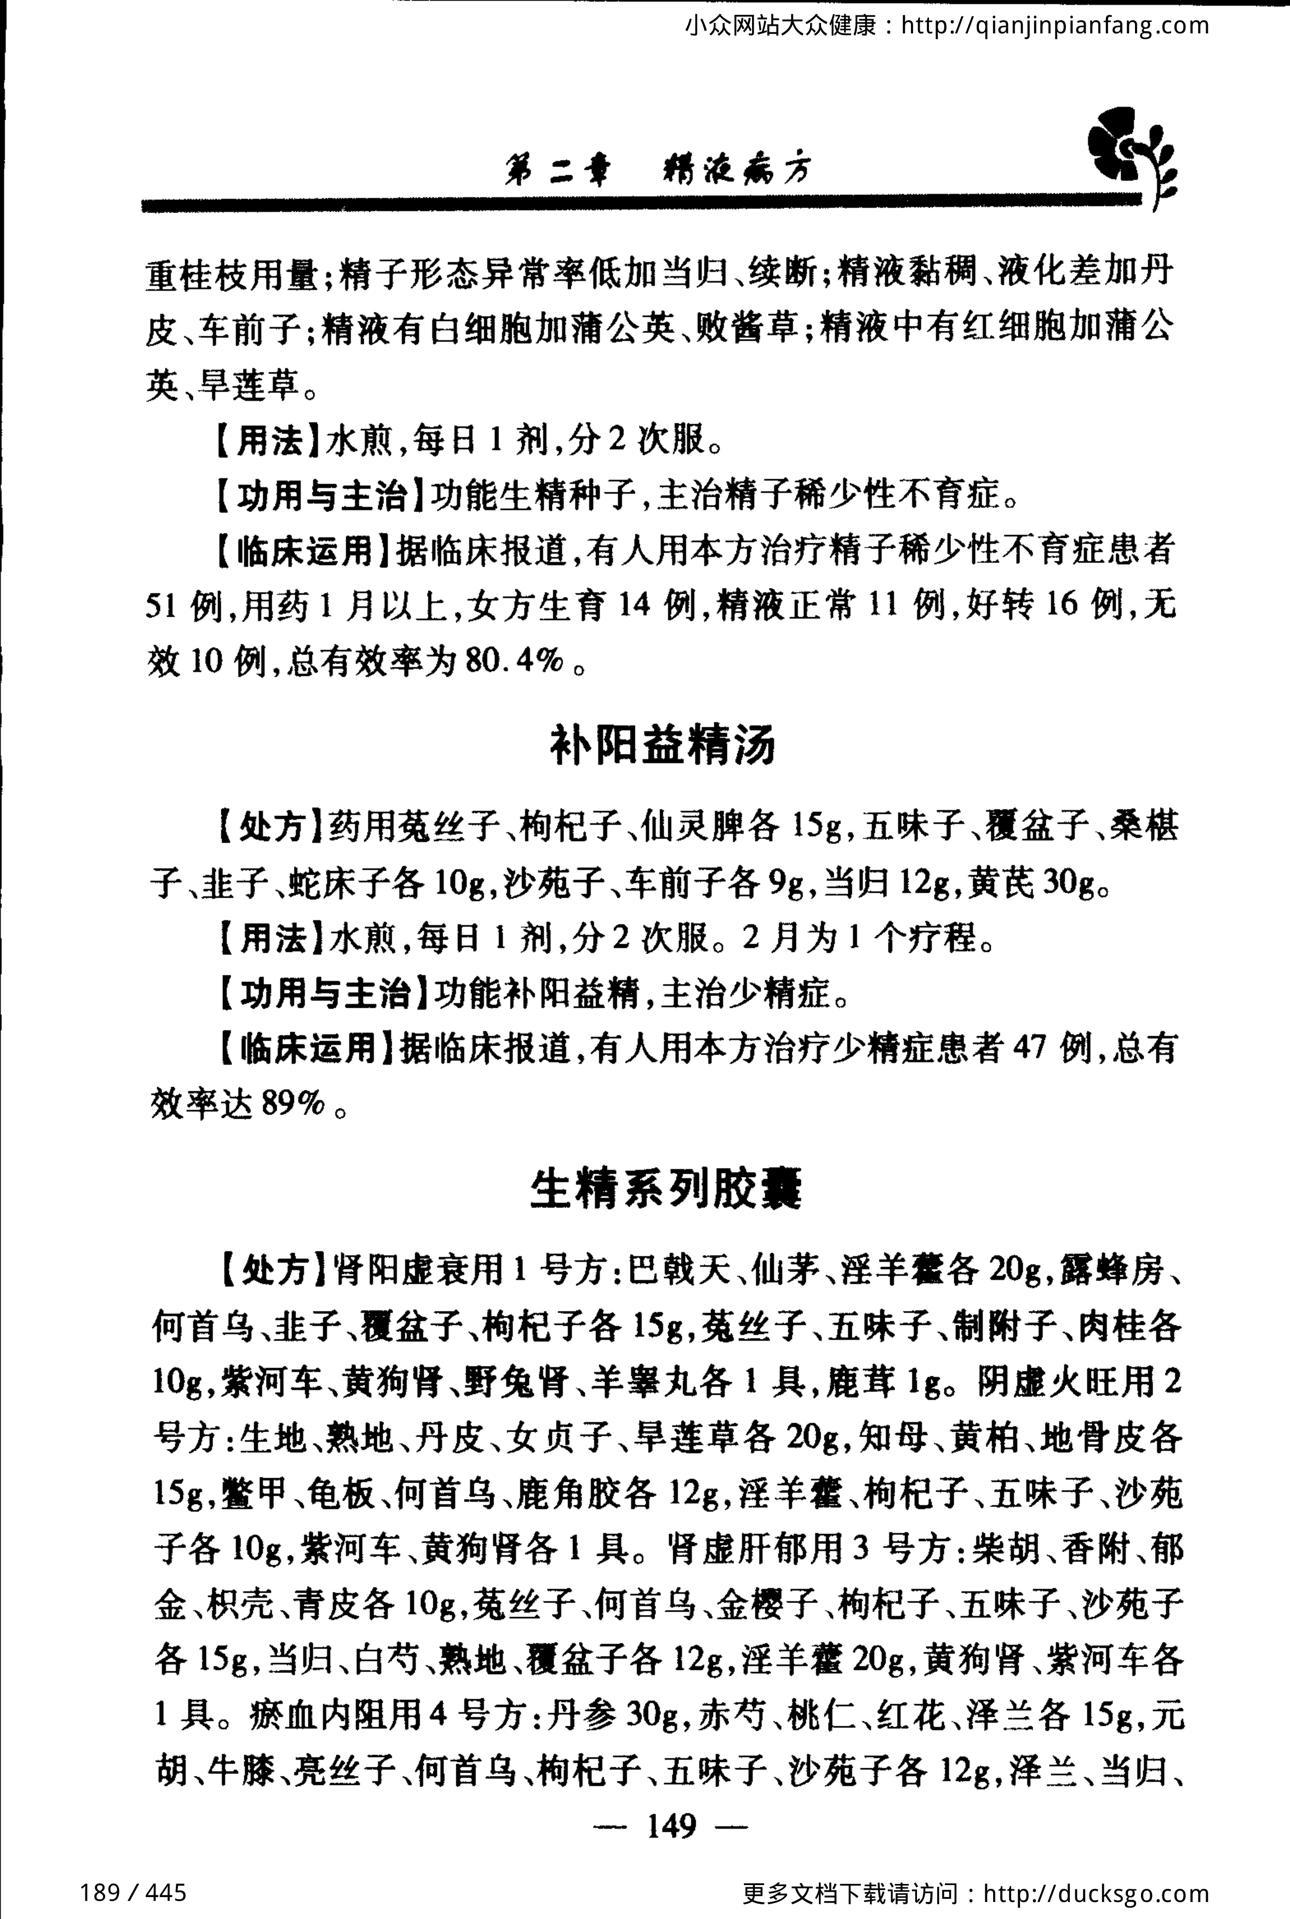 小众网站大众健康：http://qianjinpianfang.com
第二章 精液病方
重桂枝用量；精子形态异常率低加当归、续断；精液黏稠、液化差加丹
皮、车前子；精液有白细胞加蒲公英、败酱草；精液中有红细胞加蒲公
英、旱莲草。
【用法】水煎，每日1剂，分2次服。
【功用与主治】功能生精种子，主治精子稀少性不育症。
【临床运用】据临床报道，有人用本方治疗精子稀少性不育症患者
51例，用药1月以上，女方生育14例，精液正常11例，好转16例，无
效10例，总有效率为80.4%。
补阳益精汤
【处方】药用菟丝子、枸杞子、仙灵脾各15g，五味子、覆盆子、桑椹
子、韭子、蛇床子各10g，沙苑子、车前子各9g，当归12g，黄芪30g。
【用法】水煎，每日1剂，分2次服。2月为1个疗程。
【功用与主治】功能补阳益精，主治少精症。
【临床运用】据临床报道，有人用本方治疗少精症患者47例，总有
效率达89%。
生精系列胶囊
【处方】肾阳虚衰用1号方：巴戟天、仙茅、淫羊藿各20g，露蜂房、
何首乌、韭子、覆盆子、枸杞子各15g，菟丝子、五味子、制附子、肉桂各
10g，紫河车、黄狗肾、野兔肾、羊睾丸各1具，鹿茸1g。阴虚火旺用2
号方：生地、熟地、丹皮、女贞子、旱莲草各20g，知母、黄柏、地骨皮各
15g，鳖甲、龟板、何首乌、鹿角胶各12g，淫羊藿、枸杞子、五味子、沙苑
子各10g，紫河车、黄狗肾各1具。肾虚肝郁用3号方：柴胡、香附、郁
金、枳壳、青皮各10g，菟丝子、何首乌、金樱子、枸杞子、五味子、沙苑子
各15g，当归、白芍、熟地、覆盆子各12g，淫羊藿20g，黄狗肾、紫河车各
1具。瘀血内阻用4号方：丹参30g，赤芍、桃仁、红花、泽兰各15g，元
胡、牛膝、亮丝子、何首乌、枸杞子、五味子、沙苑子各12g，泽兰、当归、
— 149 —
189 / 445
更多文档下载请访问：http://ducksgo.com